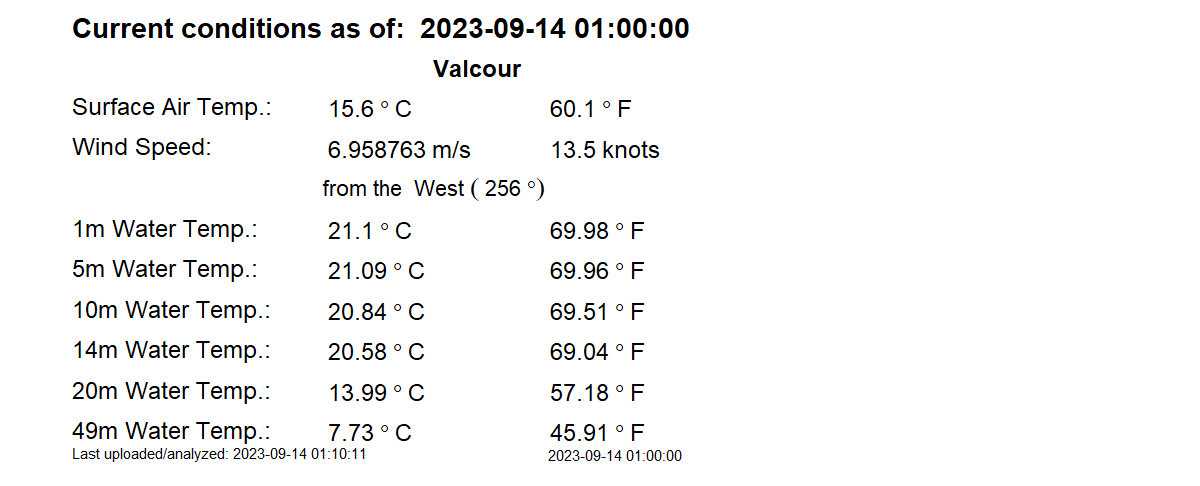 Current conditions as of: 2023-09-14 01:00:00
Valcour
Surface Air Temp.: 15.6 ° C 60.1 ° F
Wind Speed: 6.958763 m/s 13.5 knots
from the West ( 256 °)
1m Water Temp.: 21.1 ° C 69.98 ° F
5m Water Temp.: 21.09 ° C 69.96 ° F
10m Water Temp.: 20.84 ° C 69.51 ° F
14m Water Temp.: 20.58 ° C 69.04 ° F
20m Water Temp.: 13.99 ° C 57.18 ° F
49m Water Temp.: 7.73 ° C 45.91 ° F
Last uploaded/analyzed: 2023-09-14 01:10:11 2023-09-14 01:00:00